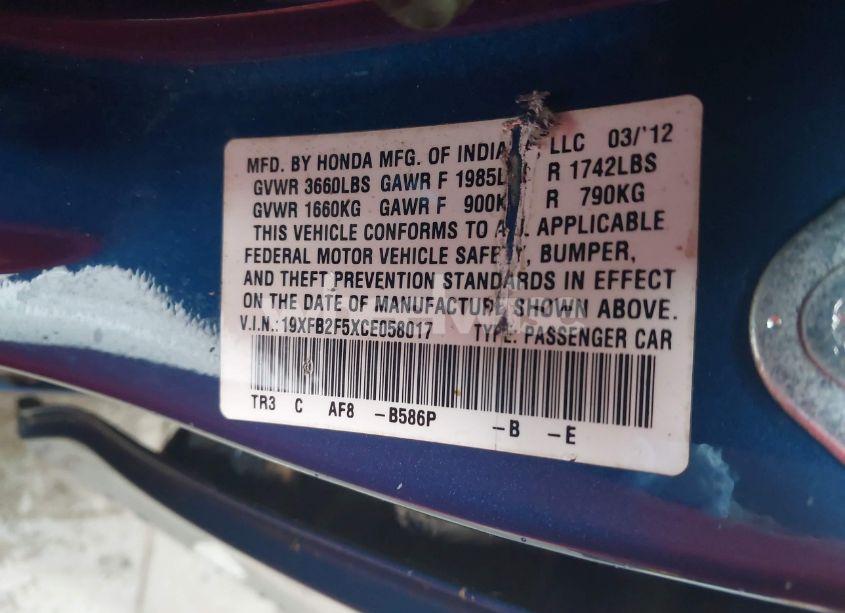 MFD. BY HONDA MFG. OF INDIA LLC 03/'12
GVWR 3660LBS GAWR F 1985L R 1742LBS
GVWR 1660KG GAWR F 900K R 790KG
THIS VEHICLE CONFORMS TO ALL APPLICABLE
FEDERAL MOTOR VEHICLE SAFETY, BUMPER,
AND THEFT PREVENTION STANDARDS IN EFFECT
ON THE DATE OF MANUFACTURE SHOWN ABOVE.
V.I.N.: 19XFB2F5XCE058017 TYPE: PASSENGER CAR
TR3 C AF8 -B586P -B -E